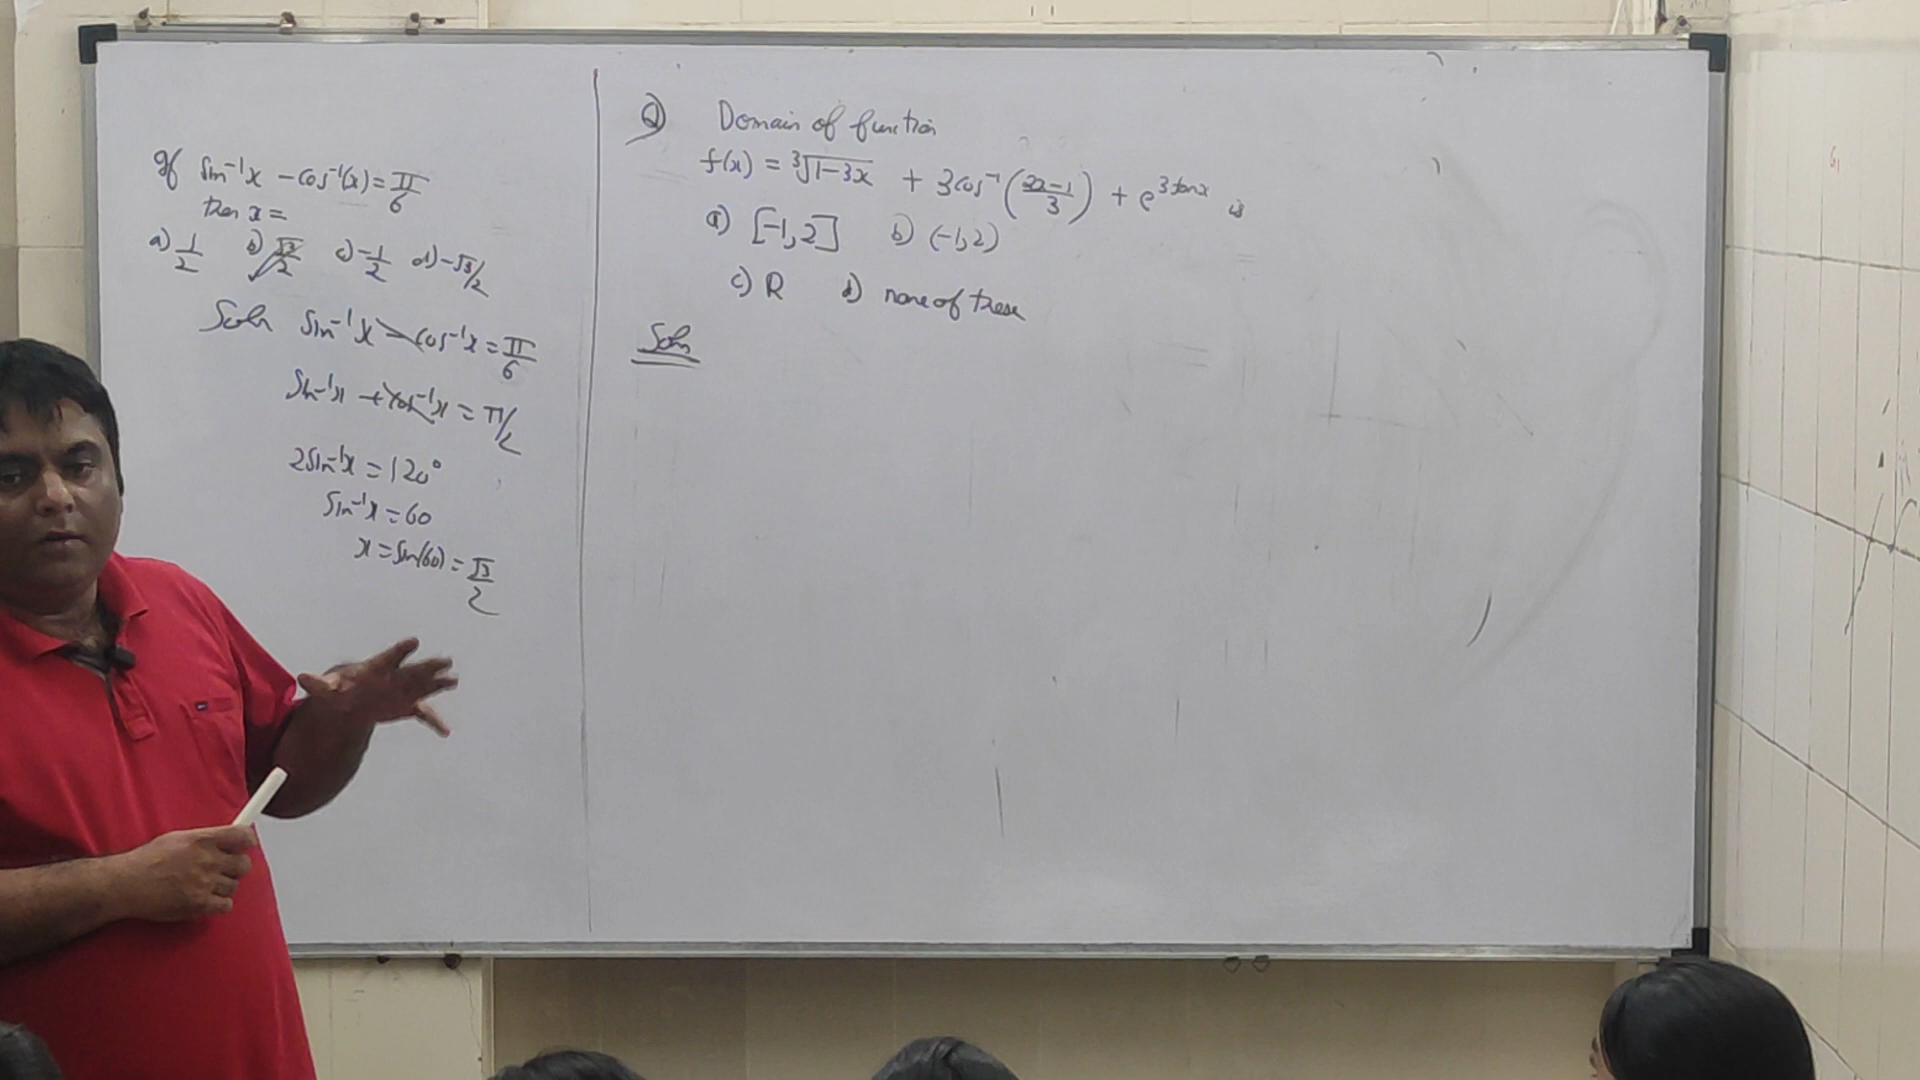 If sin⁻¹x - cos⁻¹(x) = π/6
then x =
a) 1/2 b) √3/2 c) -1/2 d) -√3/2
Soln sin⁻¹x - cos⁻¹x = π/6
sin⁻¹x + cos⁻¹x = π/2
2sin⁻¹x = 120°
sin⁻¹x = 60
x = sin(60) = √3/2
Q) Domain of function
f(x) = ³√(1-3x) + 3cos⁻¹((2x-1)/3) + e^(3tanx) is
a) [-1,2] b) (-1,2)
c) R d) none of these
Soln